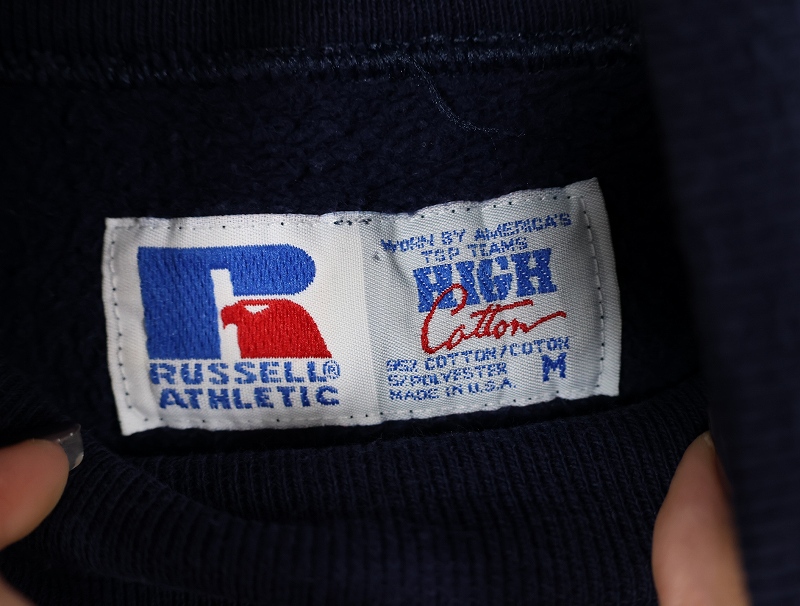 RUSSELL®
ATHLETIC
WORN BY AMERICA'S
TOP TEAMS
HIGH
Cotton
95% COTTON/COTON
5% POLYESTER
MADE IN U.S.A.
M